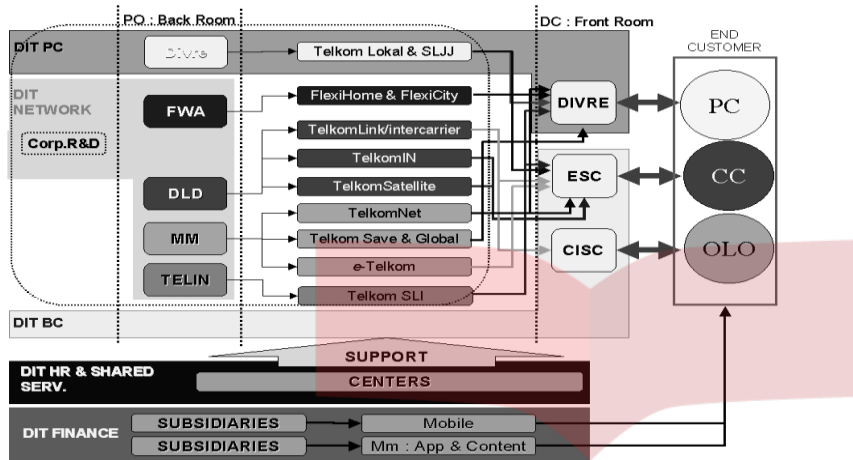 PO : Back Room
DC : Front Room
END
CUSTOMER
DIT PC
Divre
Telkom Lokal & SLJJ
DIT
NETWORK
Corp.R&D
FWA
FlexiHome & FlexiCity
DIVRE
PC
TelkomLink/intercarrier
TelkomIN
DLD
TelkomSatellite
ESC
CC
TelkomNet
MM
Telkom Save & Global
CISC
OLO
e-Telkom
TELIN
Telkom SLI
DIT BC
SUPPORT
DIT HR & SHARED
SERV.
CENTERS
DIT FINANCE
SUBSIDIARIES
Mobile
SUBSIDIARIES
Mm : App & Content